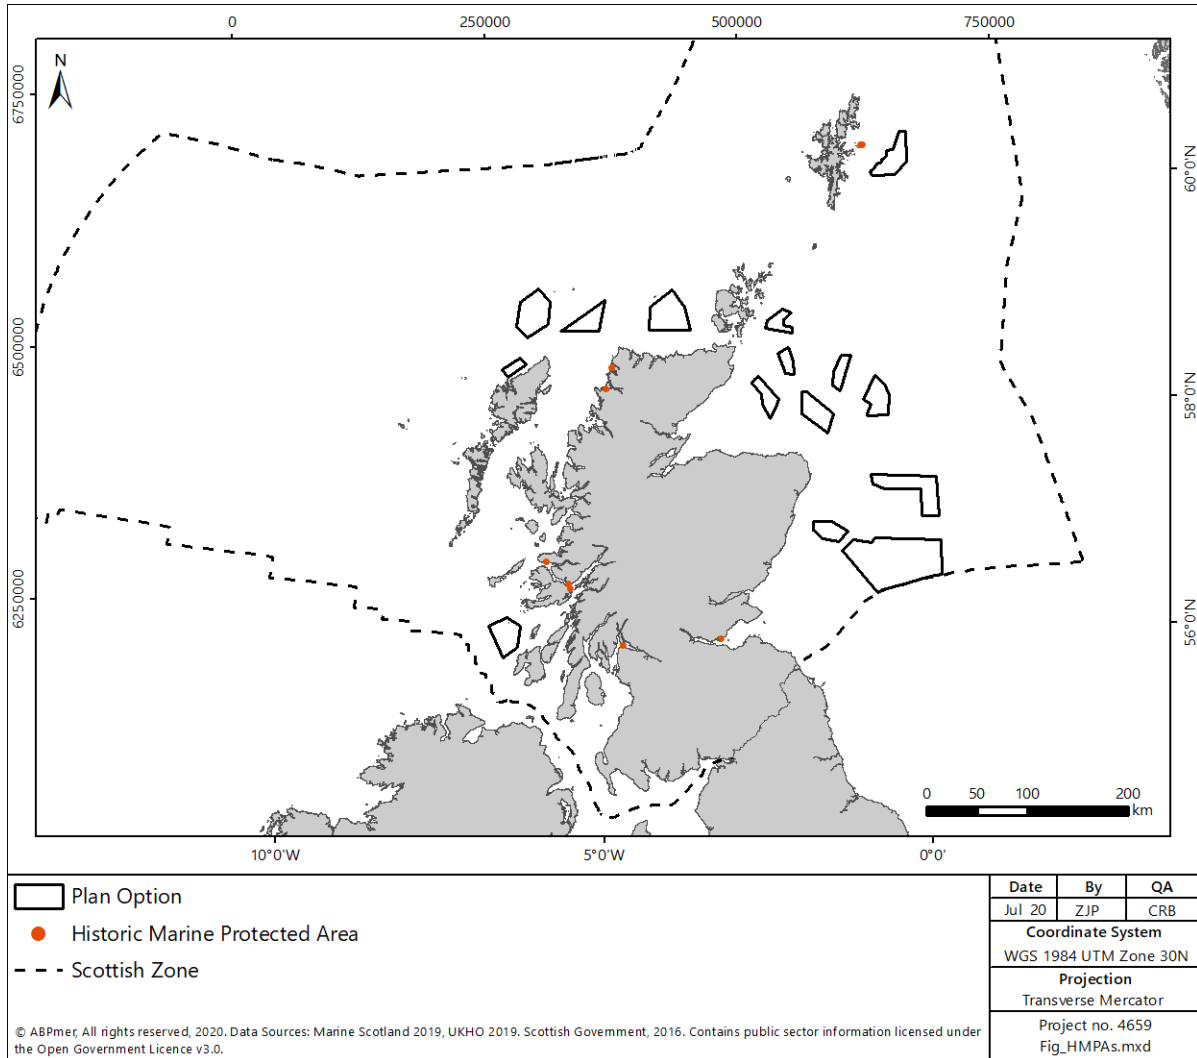 0 250000 500000 750000
N
6750000
6500000
6250000
60°0'N
58°0'N
56°0'N
0 50 100 200
km
10°0'W 5°0'W 0°0'
Plan Option
Historic Marine Protected Area
Scottish Zone
Date By QA
Jul 20 ZJP CRB
Coordinate System
WGS 1984 UTM Zone 30N
Projection
Transverse Mercator
Project no. 4659
Fig_HMPAs.mxd
© ABPmer, All rights reserved, 2020. Data Sources: Marine Scotland 2019, UKHO 2019. Scottish Government, 2016. Contains public sector information licensed under
the Open Government Licence v3.0.